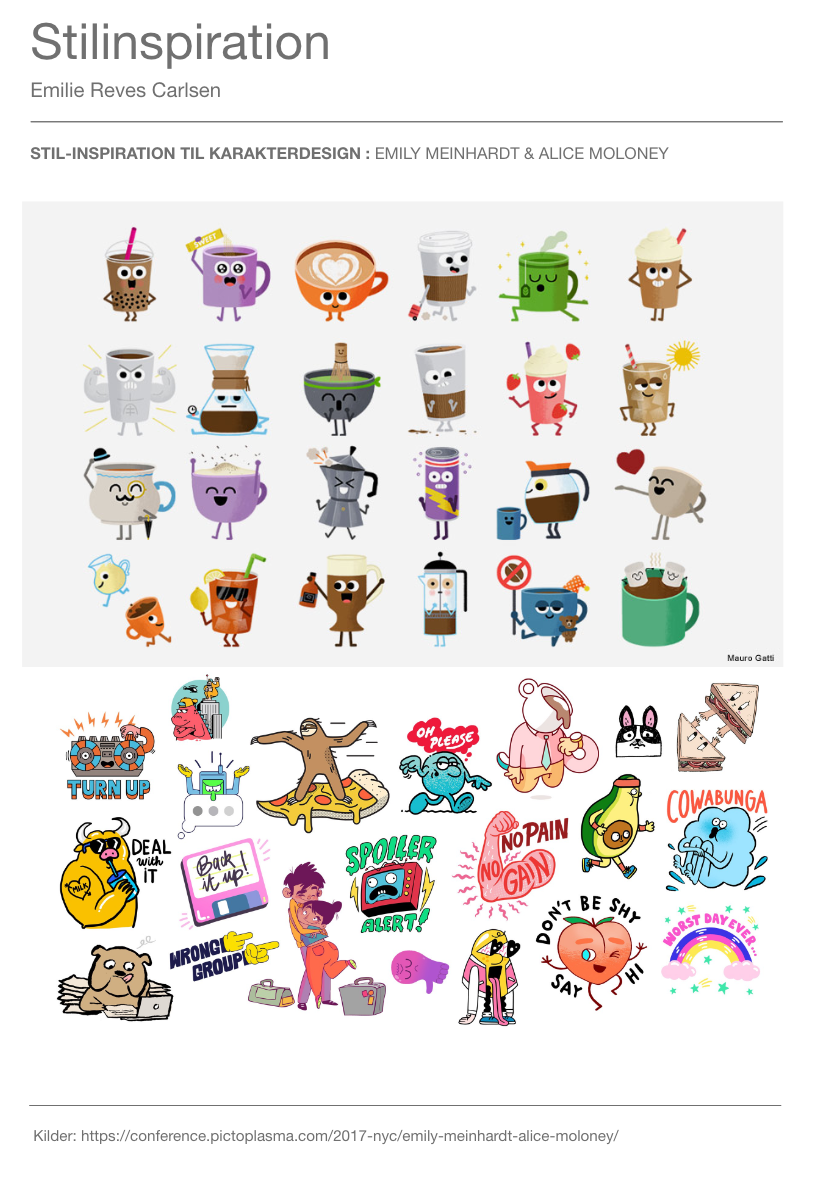 Stilinspiration
Emilie Reves Carlsen
STIL-INSPIRATION TIL KARAKTERDESIGN : EMILY MEINHARDT & ALICE MOLONEY
SWEET
Mauro Gatti
OH
PLEASE
TURN UP
COWABUNGA
NO PAIN
NO
GAIN
DEAL
with
IT
MILK
Back
it up!
SPOILER
ALERT!
DON'T BE SHY
SAY HI
WORST DAY EVER...
WRONG
GROUP!
Kilder: https://conference.pictoplasma.com/2017-nyc/emily-meinhardt-alice-moloney/